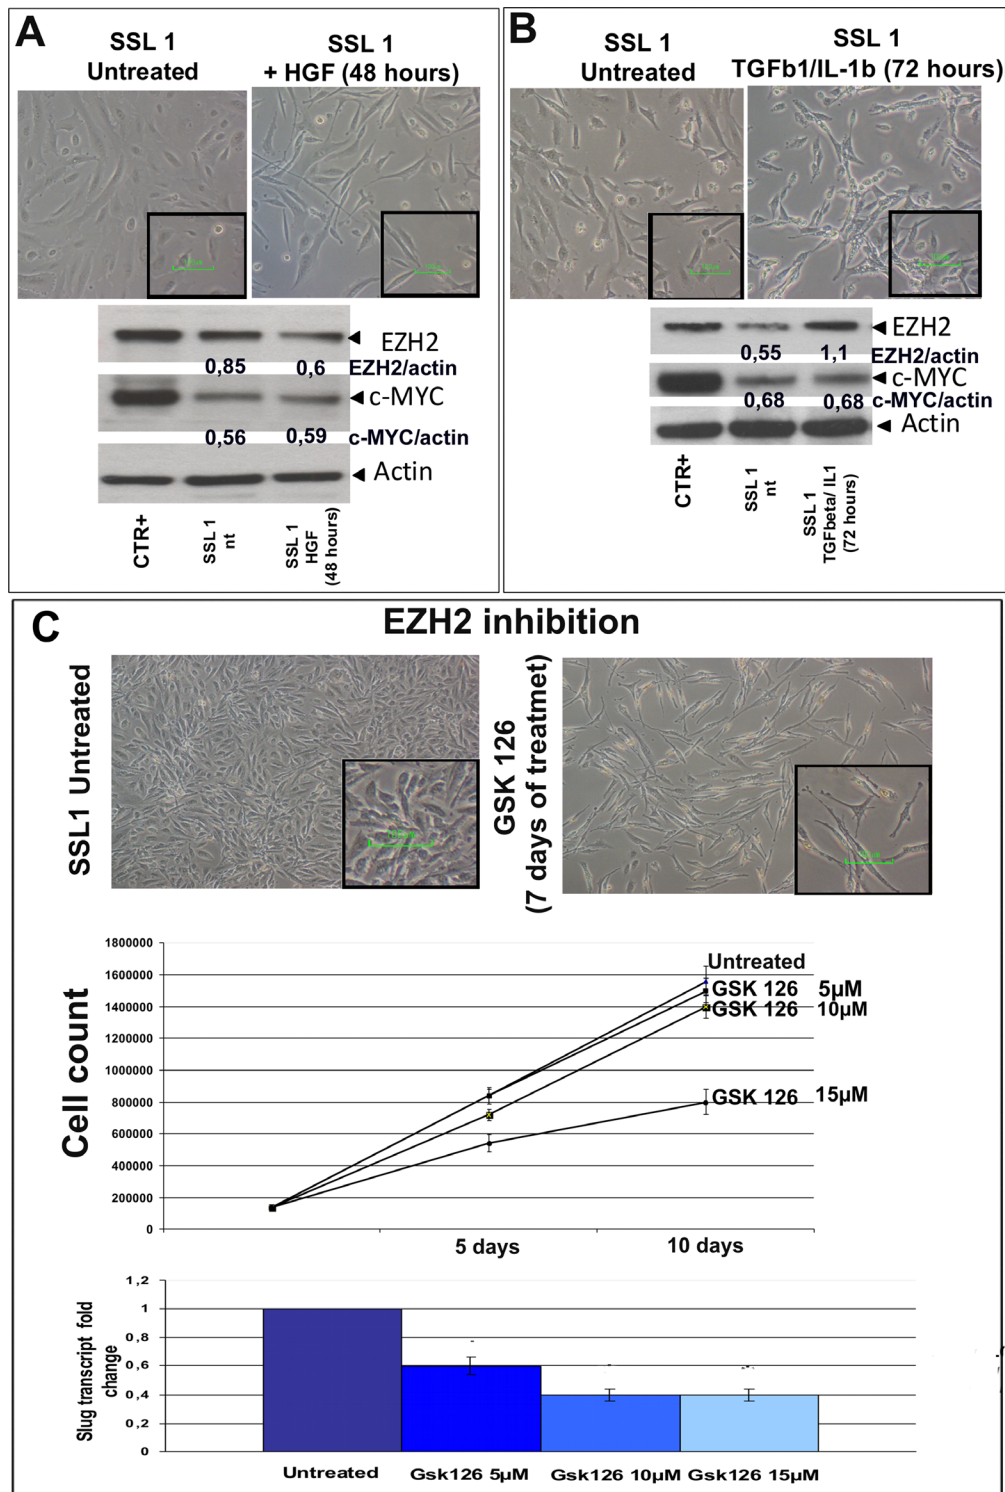 A
SSL 1
Untreated
SSL 1
+ HGF (48 hours)
EZH2
0,85
0,6
EZH2/actin
c-MYC
0,56
0,59
c-MYC/actin
Actin
CTR+
SSL 1
nt
SSL 1
HGF
(48 hours)
B
SSL 1
Untreated
SSL 1
TGFb1/IL-1b (72 hours)
EZH2
0,55
1,1
EZH2/actin
c-MYC
0,68
0,68
c-MYC/actin
Actin
CTR+
SSL 1
nt
SSL 1
TGFbeta/ IL1
(72 hours)
C
EZH2 inhibition
SSL1 Untreated
GSK 126
(7 days of treatmnet)
Cell count
1800000
1600000
1400000
1200000
1000000
800000
600000
400000
200000
0
Untreated
GSK 126 5µM
GSK 126 10µM
GSK 126 15µM
5 days
10 days
Slug transcript fold
change
1,2
1
0,8
0,6
0,4
0,2
0
Untreated
Gsk126 5µM
Gsk126 10µM
Gsk126 15µM